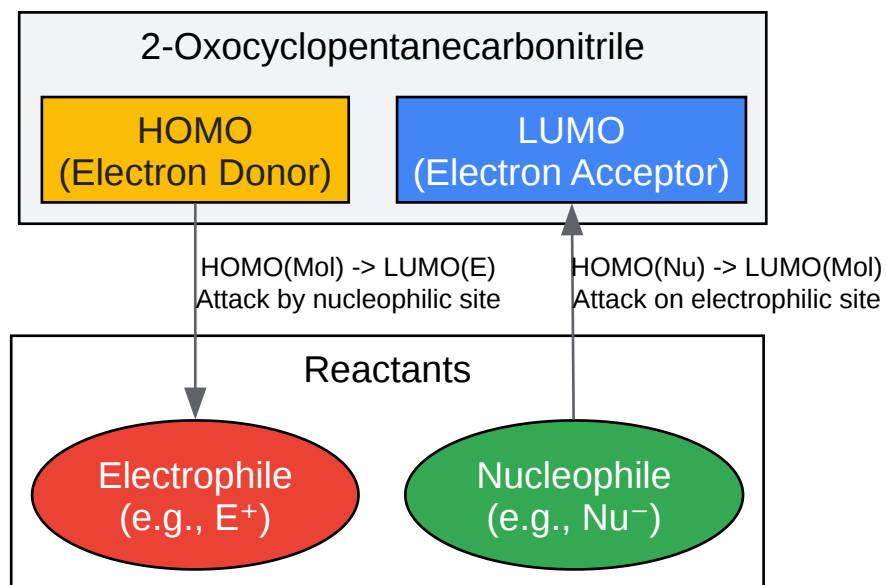 2-Oxocyclopentanecarbonitrile
HOMO
(Electron Donor)
LUMO
(Electron Acceptor)
HOMO(Mol) -> LUMO(E)
Attack by nucleophilic site
HOMO(Nu) -> LUMO(Mol)
Attack on electrophilic site
Reactants
Electrophile
(e.g., E⁺)
Nucleophile
(e.g., Nu⁻)